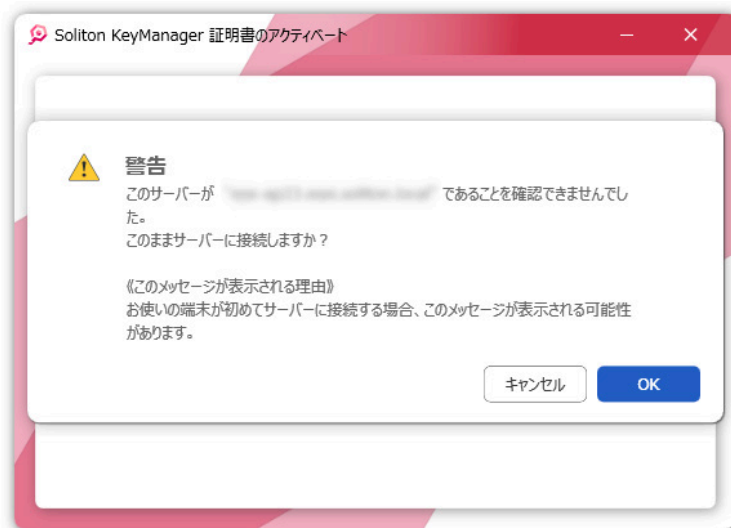 Soliton KeyManager 証明書のアクティベート
警告
このサーバーが であることを確認できませんでし
た。
このままサーバーに接続しますか？
《このメッセージが表示される理由》
お使いの端末が初めてサーバーに接続する場合、このメッセージが表示される可能性
があります。
キャンセル
OK